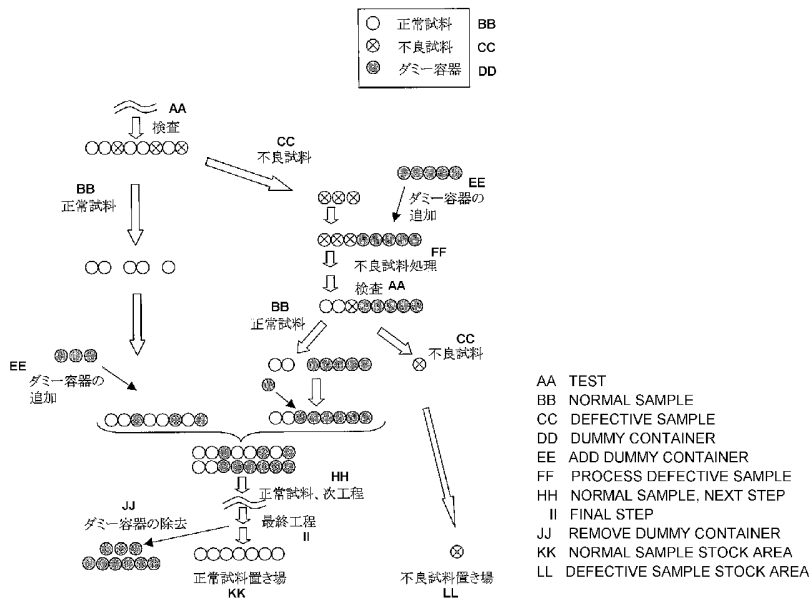 正常試料 BB
不良試料 CC
ダミー容器 DD
AA
検査
CC
不良試料
BB
正常試料
EE
ダミー容器の
追加
FF
不良試料処理
検査 AA
BB
正常試料
CC
不良試料
EE
ダミー容器の
追加
HH
正常試料、次工程
JJ
ダミー容器の除去
最終工程
II
正常試料置き場
KK
不良試料置き場
LL
AA TEST
BB NORMAL SAMPLE
CC DEFECTIVE SAMPLE
DD DUMMY CONTAINER
EE ADD DUMMY CONTAINER
FF PROCESS DEFECTIVE SAMPLE
HH NORMAL SAMPLE, NEXT STEP
II FINAL STEP
JJ REMOVE DUMMY CONTAINER
KK NORMAL SAMPLE STOCK AREA
LL DEFECTIVE SAMPLE STOCK AREA